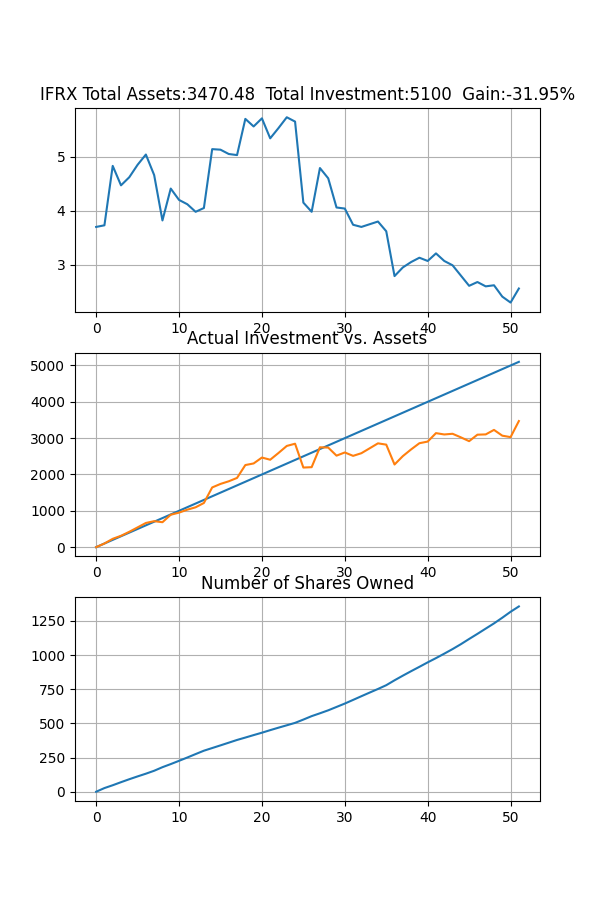 IFRX Total Assets:3470.48  Total Investment:5100  Gain:-31.95%
5
4
3
0 10 20 30 40 50
Actual Investment vs. Assets
5000
4000
3000
2000
1000
0
0 10 20 30 40 50
Number of Shares Owned
1250
1000
750
500
250
0
0 10 20 30 40 50